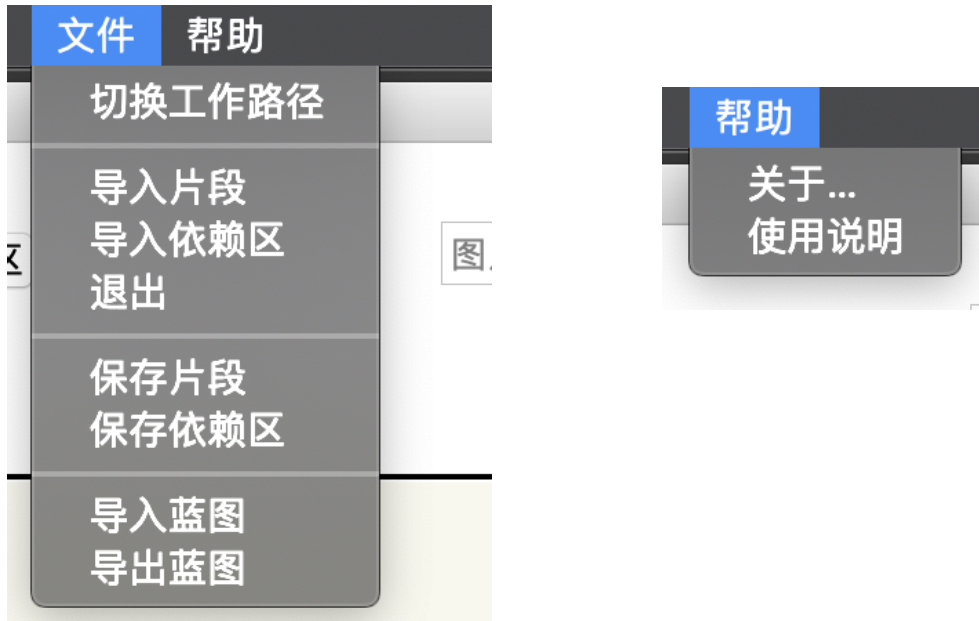 文件 帮助
切换工作路径
导入片段
导入依赖区
退出
保存片段
保存依赖区
导入蓝图
导出蓝图
区
图
帮助
关于...
使用说明